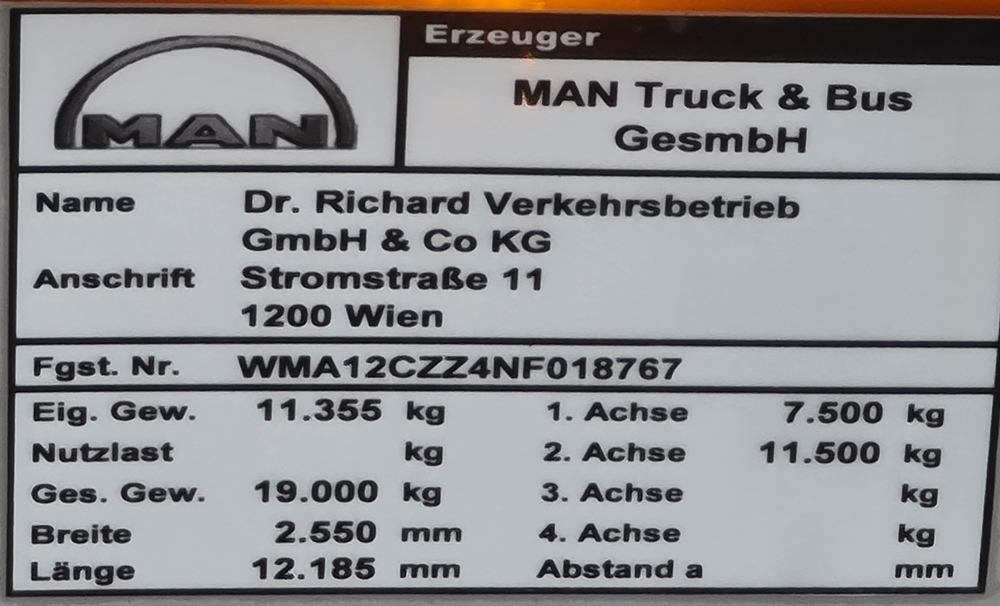 MAN
Erzeuger
MAN Truck & Bus
GesmbH
Name Dr. Richard Verkehrsbetrieb
GmbH & Co KG
Anschrift Stromstraße 11
1200 Wien
Fgst. Nr. WMA12CZZ4NF018767
Eig. Gew. 11.355 kg 1. Achse 7.500 kg
Nutzlast kg 2. Achse 11.500 kg
Ges. Gew. 19.000 kg 3. Achse kg
Breite 2.550 mm 4. Achse kg
Länge 12.185 mm Abstand a mm